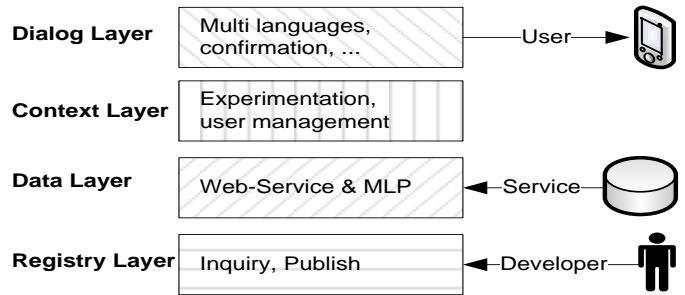 Dialog Layer
Multi languages,
confirmation, ...
User
Context Layer
Experimentation,
user management
Data Layer
Web-Service & MLP
Service
Registry Layer
Inquiry, Publish
Developer